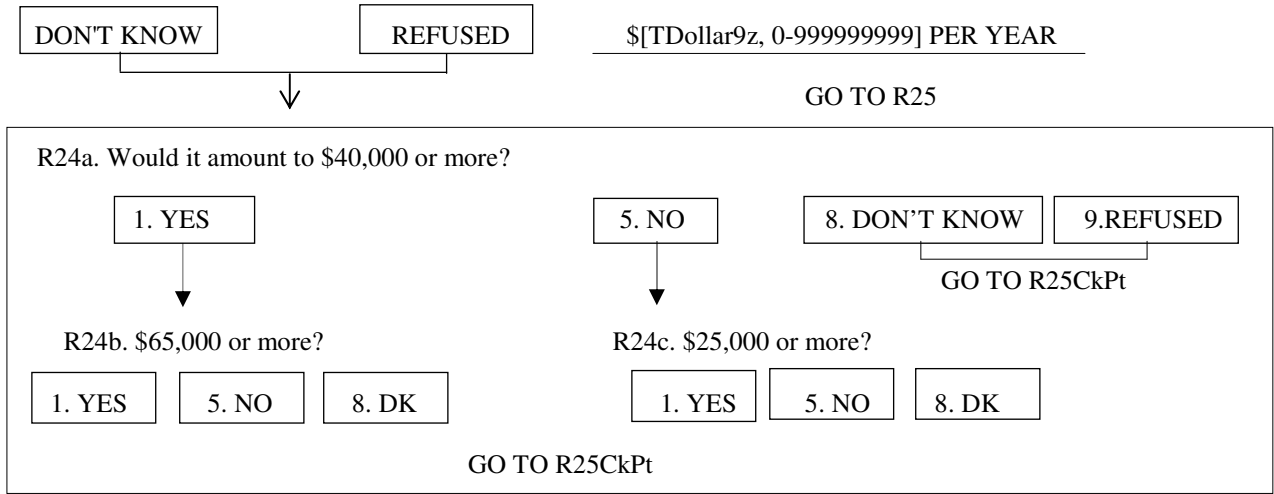 DON'T KNOW REFUSED $[TDollar9z, 0-999999999] PER YEAR
GO TO R25
R24a. Would it amount to $40,000 or more?
1. YES 5. NO 8. DON’T KNOW 9.REFUSED
GO TO R25CkPt
R24b. $65,000 or more? R24c. $25,000 or more?
1. YES 5. NO 8. DK 1. YES 5. NO 8. DK
GO TO R25CkPt